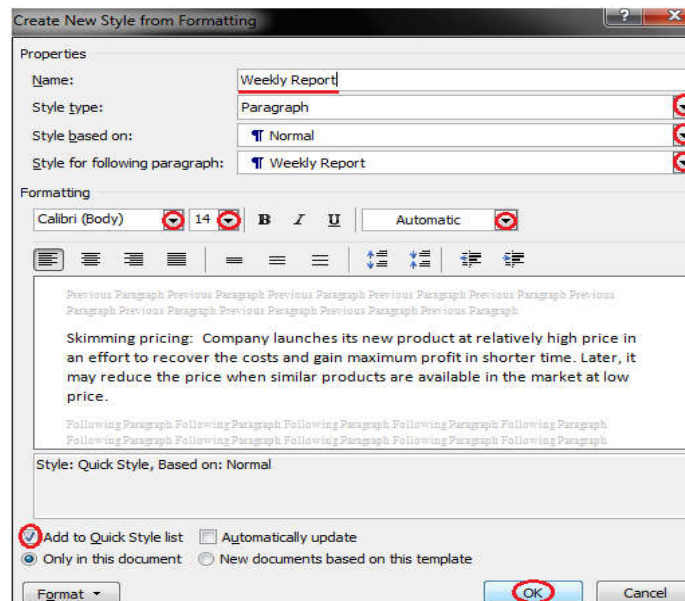 Create New Style from Formatting
Properties
Name: Weekly Report
Style type: Paragraph
Style based on: ¶ Normal
Style for following paragraph: ¶ Weekly Report
Formatting
Calibri (Body) 14 B I U Automatic
Previous Paragraph Previous Paragraph Previous Paragraph Previous Paragraph Previous Paragraph Previous
Paragraph Previous Paragraph Previous Paragraph Previous Paragraph Previous Paragraph
Skimming pricing: Company launches its new product at relatively high price in
an effort to recover the costs and gain maximum profit in shorter time. Later, it
may reduce the price when similar products are available in the market at low
price.
Following Paragraph Following Paragraph Following Paragraph Following Paragraph Following Paragraph
Following Paragraph Following Paragraph Following Paragraph Following Paragraph Following Paragraph
Style: Quick Style, Based on: Normal
Add to Quick Style list Automatically update
Only in this document New documents based on this template
Format OK Cancel